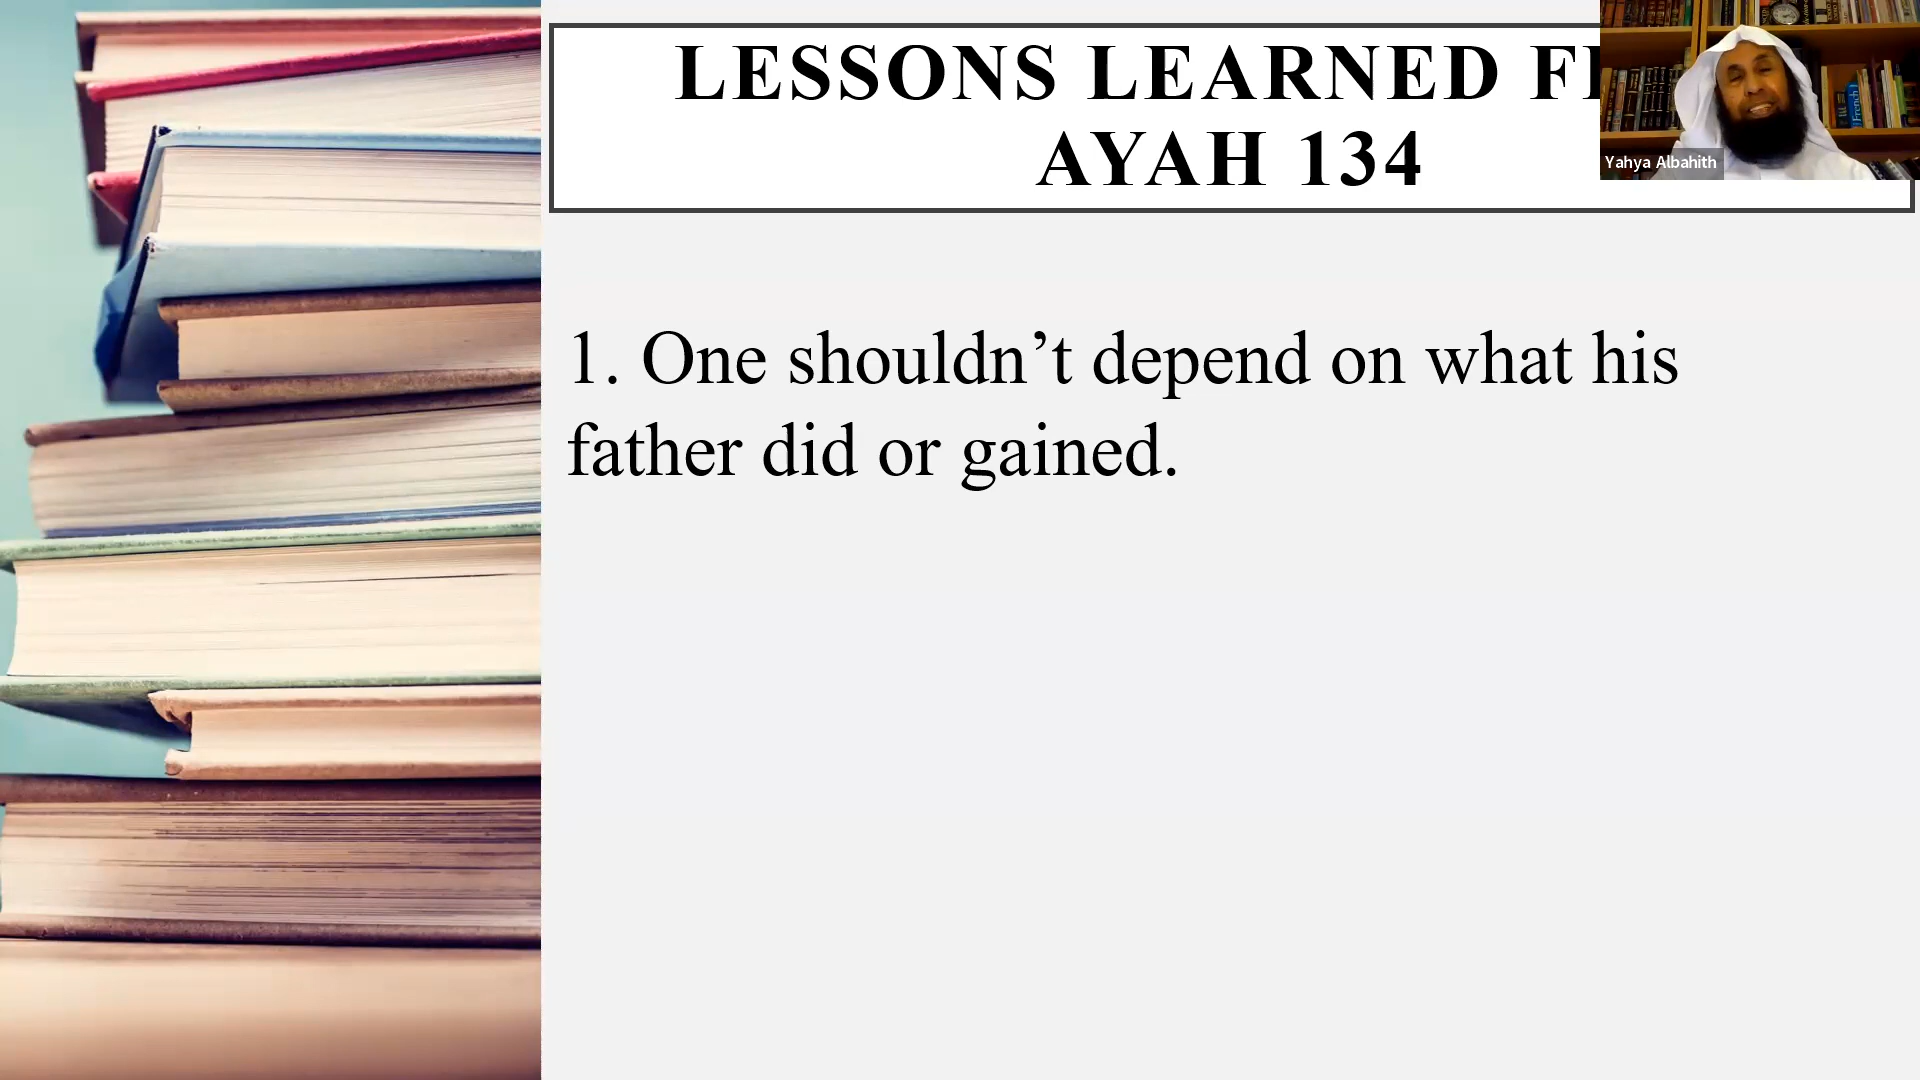 LESSONS LEARNED
AYAH 134
Yahya Albahith
1. One shouldn’t depend on what his
father did or gained.